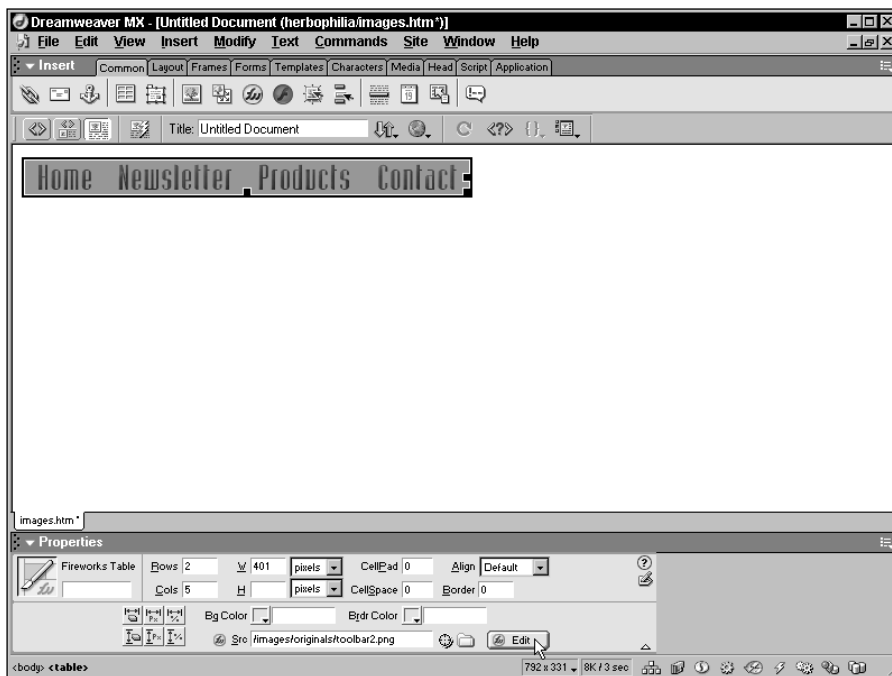 Dreamweaver MX - [Untitled Document (herbophilia/images.htm*)]
File Edit View Insert Modify Text Commands Site Window Help
Insert Common Layout Frames Forms Templates Characters Media Head Script Application
Title: Untitled Document
Home Newsletter Products Contact
images.htm*
Properties
Fireworks Table Rows 2 W 401 pixels CellPad 0 Align Default
Cols 5 H pixels CellSpace 0 Border 0
Bg Color Brdr Color
Src /images/originals/toolbar2.png Edit
<body> <table> 792 x 331 8K / 3 sec